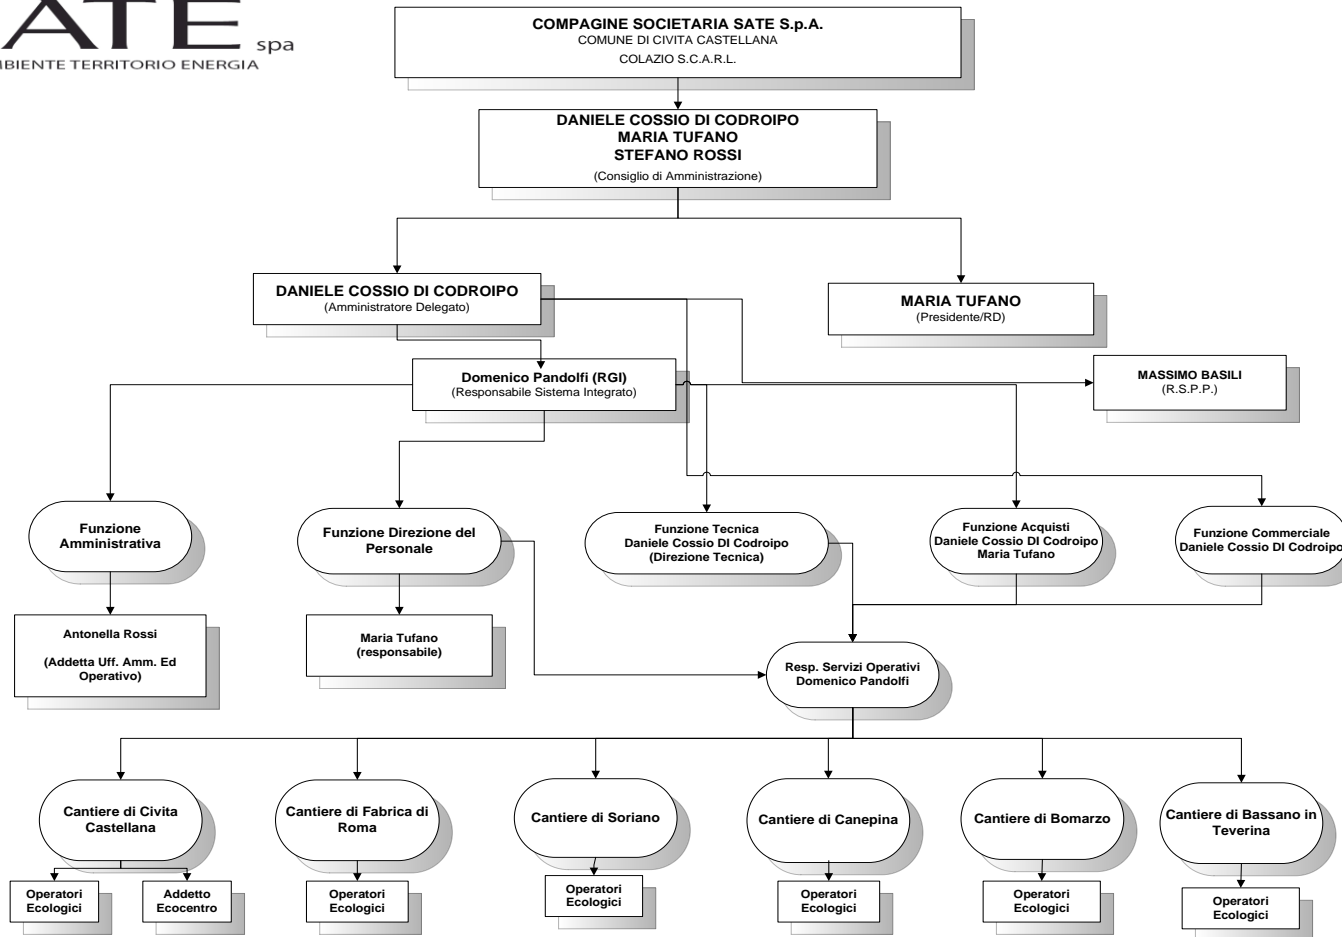 ATE spa
MBIENTE TERRITORIO ENERGIA
COMPAGINE SOCIETARIA SATE S.p.A.
COMUNE DI CIVITA CASTELLANA
COLAZIO S.C.A.R.L.
DANIELE COSSIO DI CODROIPO
MARIA TUFANO
STEFANO ROSSI
(Consiglio di Amministrazione)
DANIELE COSSIO DI CODROIPO
(Amministratore Delegato)
MARIA TUFANO
(Presidente/RD)
Domenico Pandolfi (RGI)
(Responsabile Sistema Integrato)
MASSIMO BASILI
(R.S.P.P.)
Funzione
Amministrativa
Funzione Direzione del
Personale
Funzione Tecnica
Daniele Cossio DI Codroipo
(Direzione Tecnica)
Funzione Acquisti
Daniele Cossio DI Codroipo
Maria Tufano
Funzione Commerciale
Daniele Cossio DI Codroipo
Antonella Rossi
(Addetta Uff. Amm. Ed
Operativo)
Maria Tufano
(responsabile)
Resp. Servizi Operativi
Domenico Pandolfi
Cantiere di Civita
Castellana
Cantiere di Fabrica di
Roma
Cantiere di Soriano
Cantiere di Canepina
Cantiere di Bomarzo
Cantiere di Bassano in
Teverina
Operatori
Ecologici
Addetto
Ecocentro
Operatori
Ecologici
Operatori
Ecologici
Operatori
Ecologici
Operatori
Ecologici
Operatori
Ecologici